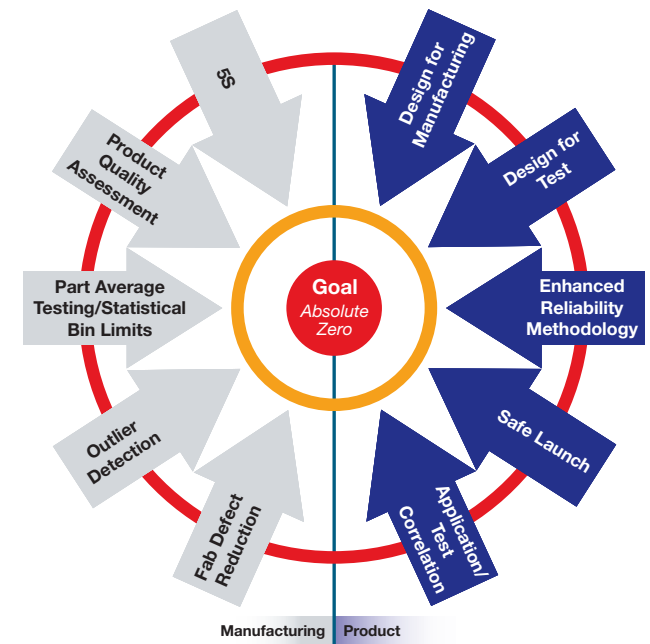 5S
Design for
Manufacturing
Product
Quality
Assessment
Design for
Test
Part Average
Testing/Statistical
Bin Limits
Goal
Absolute
Zero
Enhanced
Reliability
Methodology
Outlier
Detection
Safe Launch
Fab Defect
Reduction
Application/
Test
Correlation
Manufacturing
Product